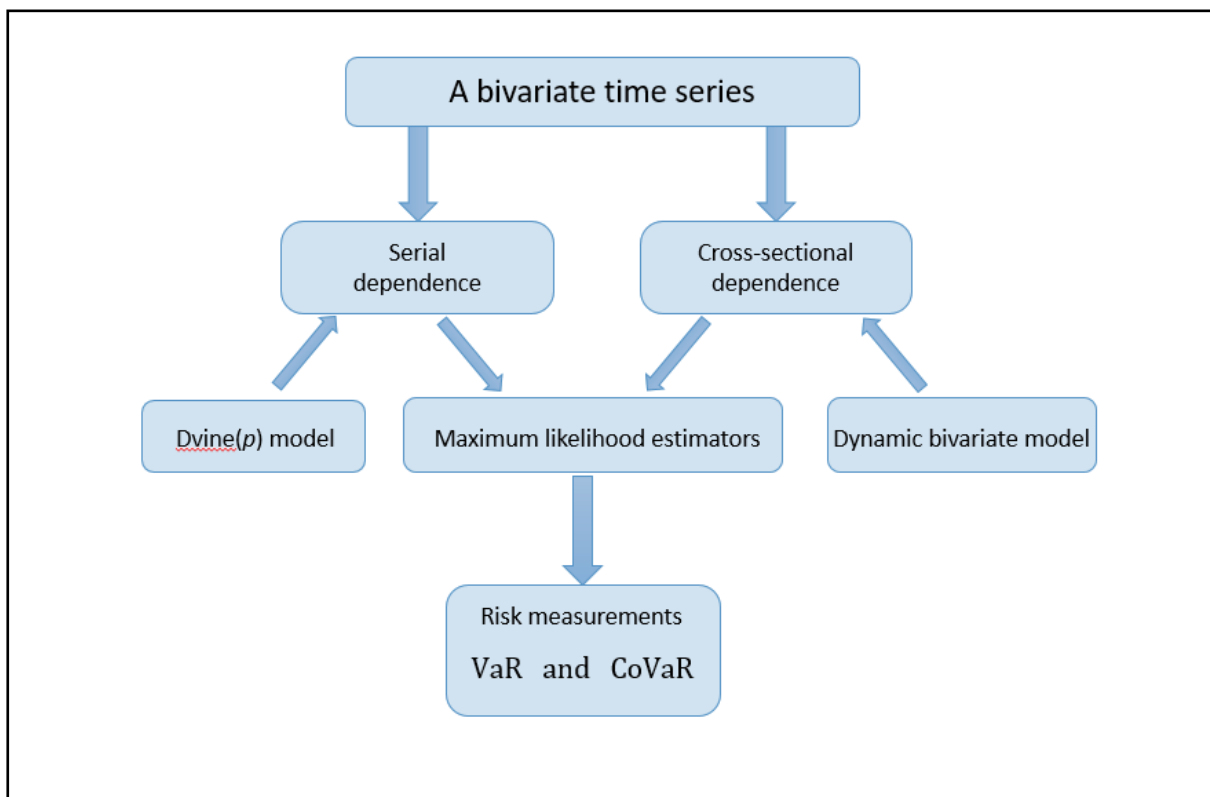 A bivariate time series
Serial
dependence
Cross-sectional
dependence
Dvine(p) model
Maximum likelihood estimators
Dynamic bivariate model
Risk measurements
VaR and CoVaR